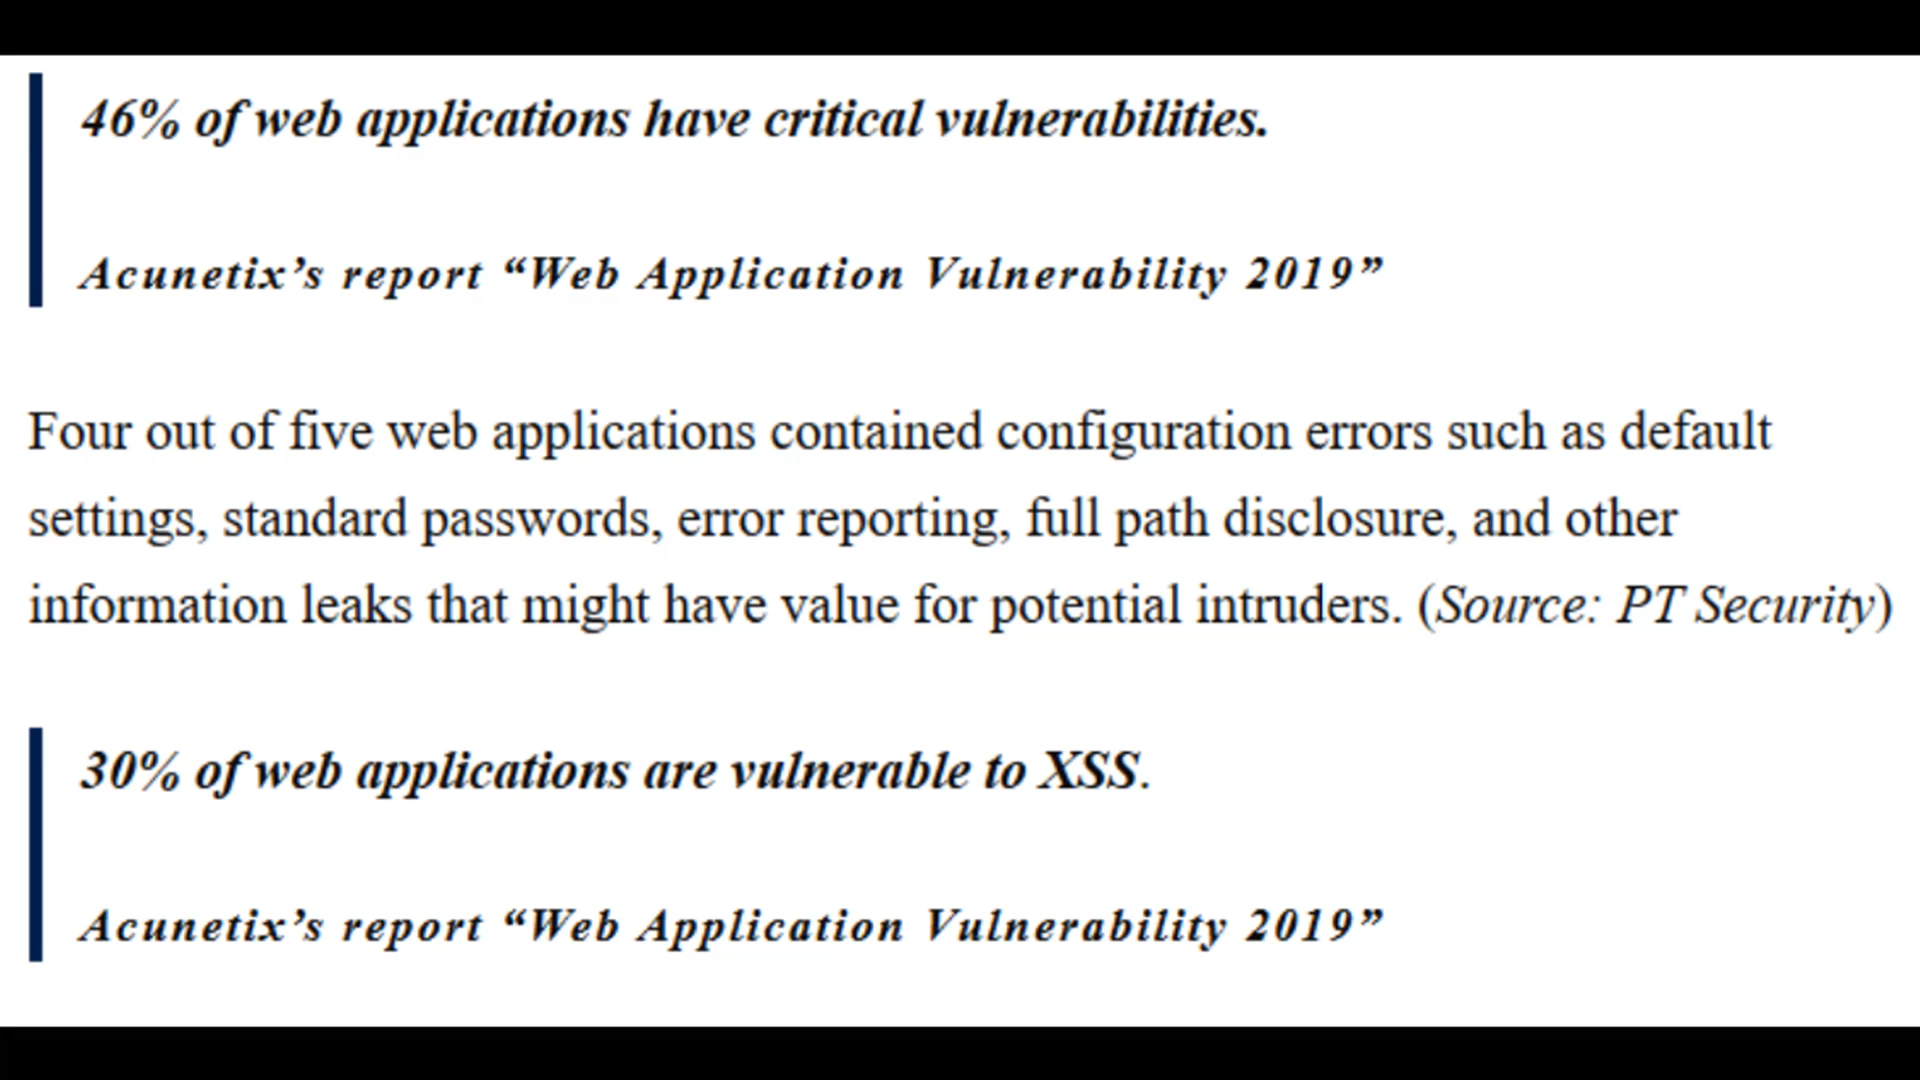 46% of web applications have critical vulnerabilities.
Acunetix’s report “Web Application Vulnerability 2019”
Four out of five web applications contained configuration errors such as default
settings, standard passwords, error reporting, full path disclosure, and other
information leaks that might have value for potential intruders. (Source: PT Security)
30% of web applications are vulnerable to XSS.
Acunetix’s report “Web Application Vulnerability 2019”